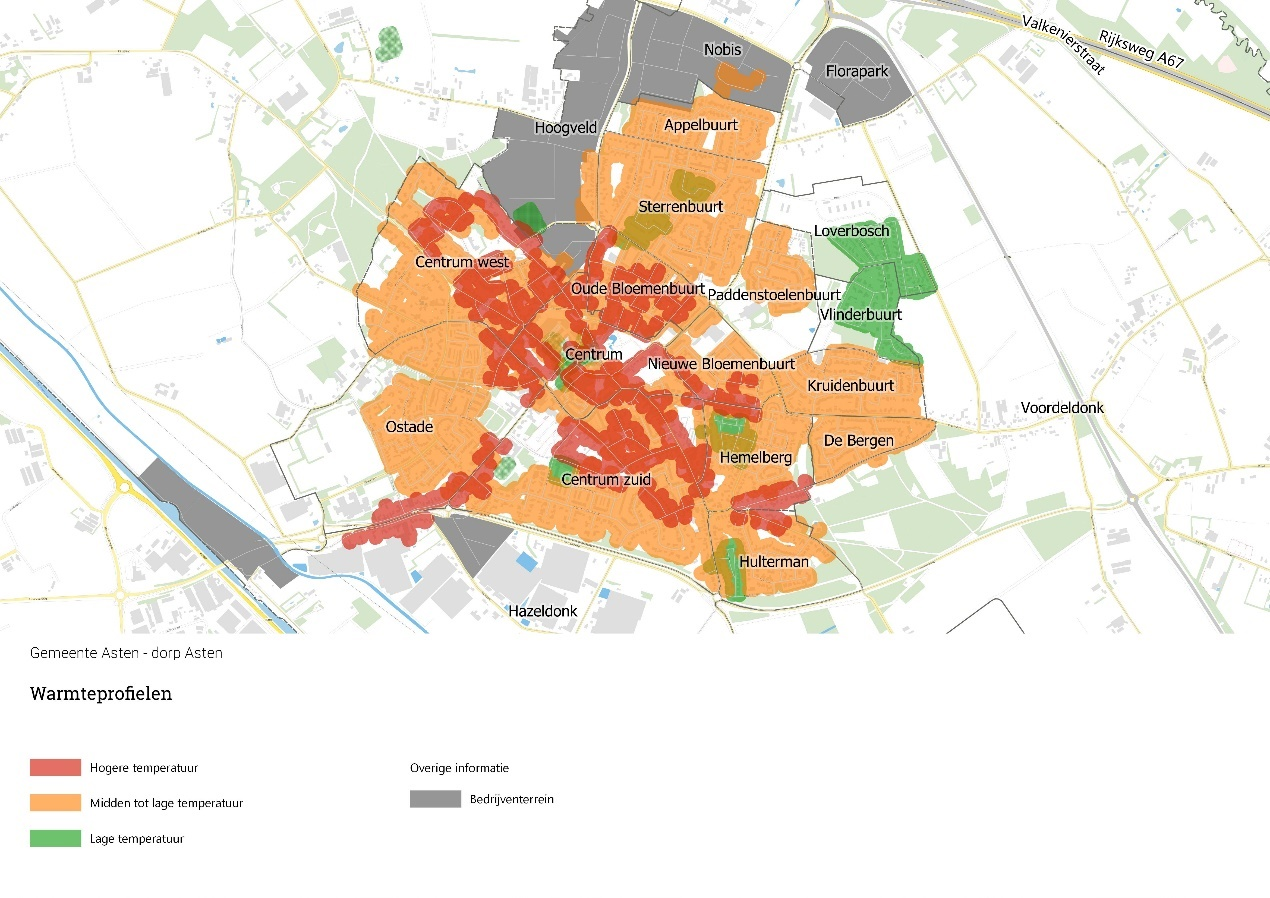 Nobis
Valkenierstraat
Rijksweg A67
Florapark
Hoogveld
Appelbuurt
Sterrenbuurt
Loverbosch
Centrum west
Oude Bloemenbuurt
Paddenstoelenbuurt
Vlinderbuurt
Centrum
Nieuwe Bloemenbuurt
Kruidenbuurt
Voordeldonk
Ostade
De Bergen
Hemelberg
Centrum zuid
Hulterman
Hazeldonk
Gemeente Asten - dorp Asten
Warmteprofielen
Hogere temperatuur
Midden tot lage temperatuur
Lage temperatuur
Overige informatie
Bedrijventerrein